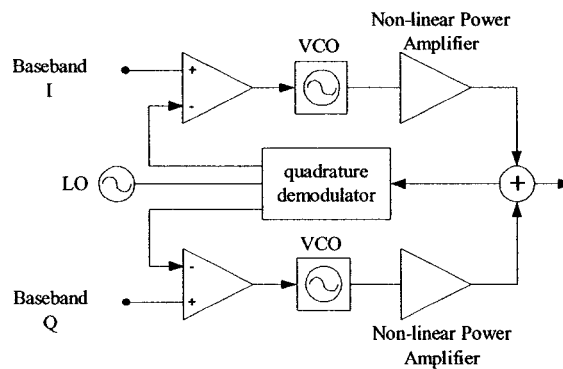 Non-linear Power
Amplifier
VCO
Baseband
I
+
-
quadrature
demodulator
LO
+
VCO
-
+
Baseband
Q
Non-linear Power
Amplifier